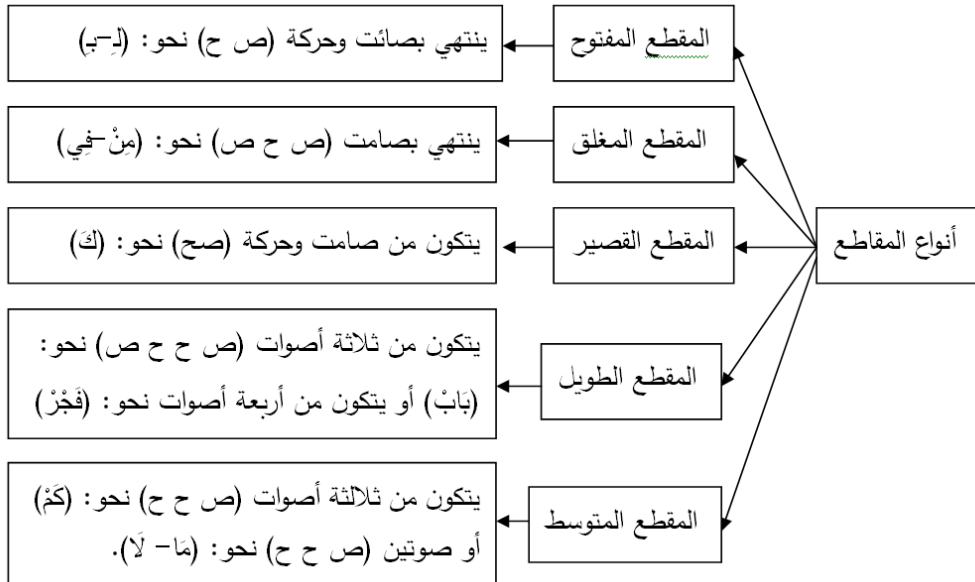 أنواع المقاطع
المقطع المفتوح
ينتهي بصائت وحركة (ص ح) نحو: (لِ-بِ)
المقطع المغلق
ينتهي بصامت (ص ح ص) نحو: (مِنْ-فِي)
المقطع القصير
يتكون من صامت وحركة (صح) نحو: (كَ)
المقطع الطويل
يتكون من ثلاثة أصوات (ص ح ح ص) نحو:
(بَابْ) أو يتكون من أربعة أصوات نحو: (فَجْرْ)
المقطع المتوسط
يتكون من ثلالثة أصوات (ص ح ح) نحو: (كَمْ)
أو صوتين (ص ح ح) نحو: (مَا- لَا).